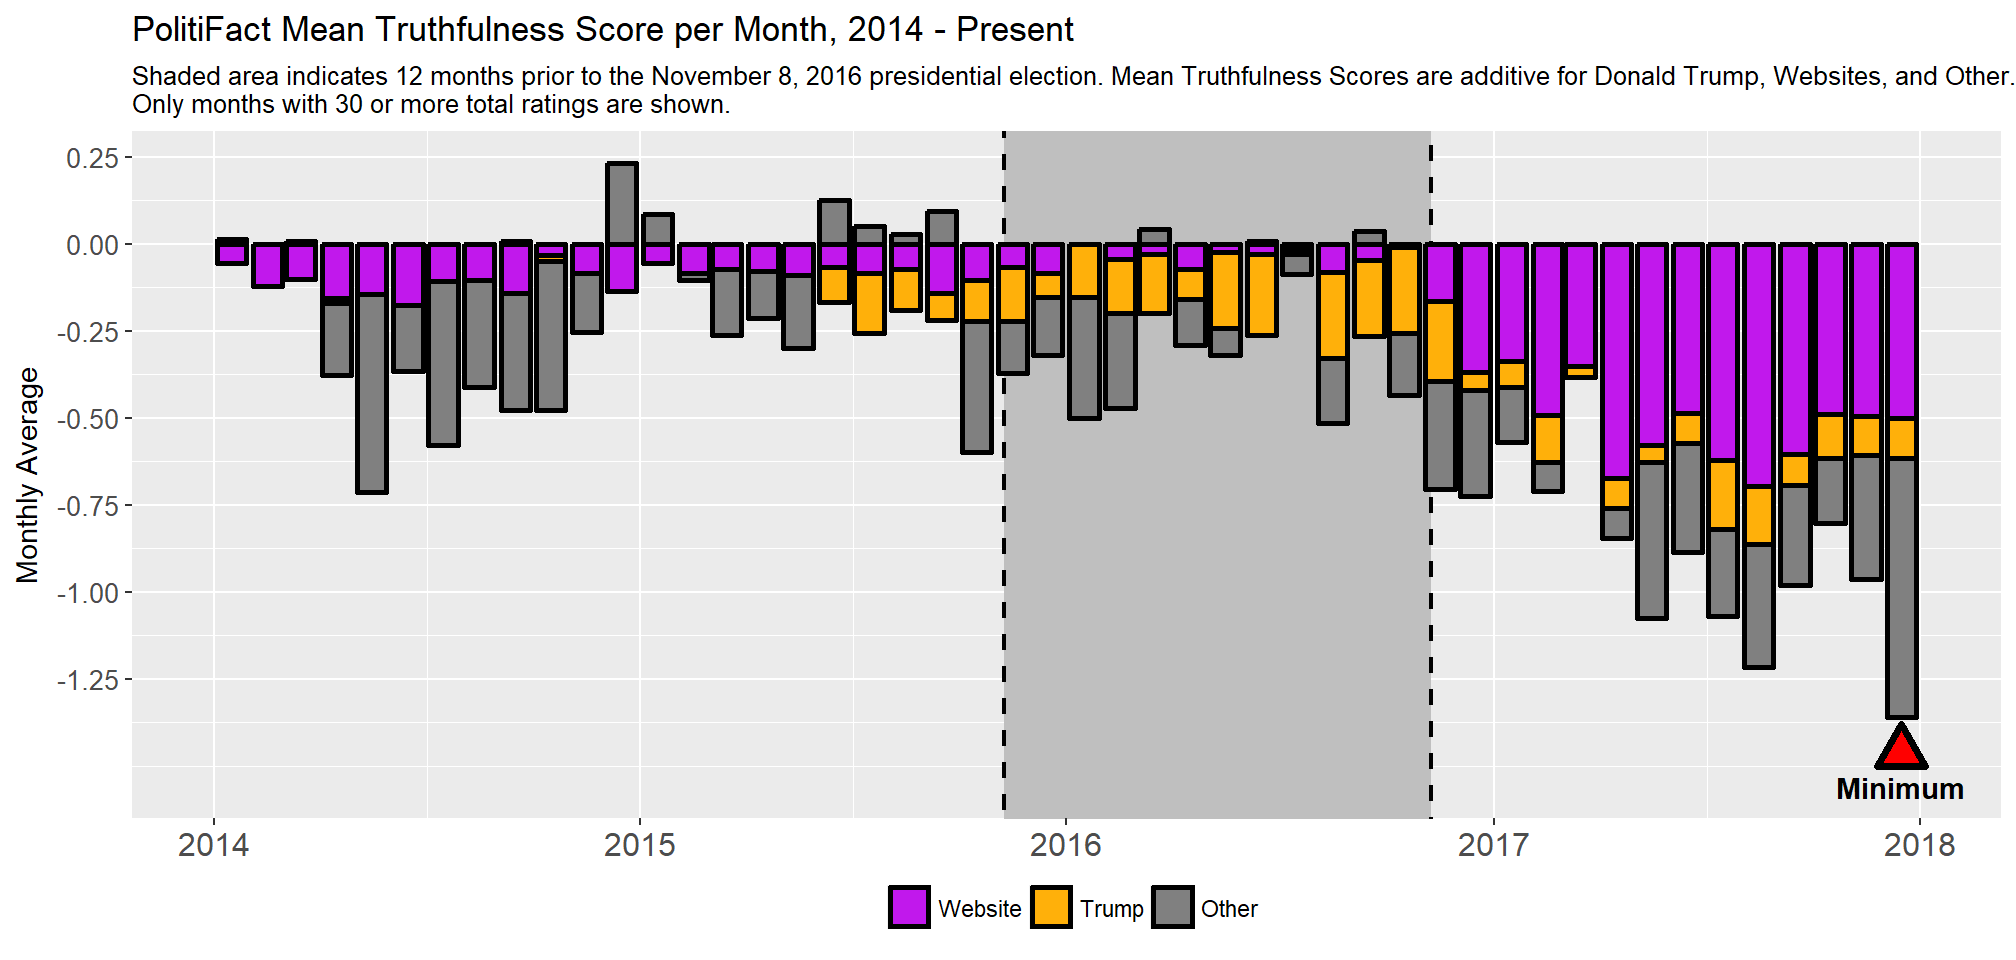 PolitiFact Mean Truthfulness Score per Month, 2014 - Present
Shaded area indicates 12 months prior to the November 8, 2016 presidential election. Mean Truthfulness Scores are additive for Donald Trump, Websites, and Other.
Only months with 30 or more total ratings are shown.
Monthly Average
0.25
0.00
-0.25
-0.50
-0.75
-1.00
-1.25
Minimum
2014 2015 2016 2017 2018
Website Trump Other